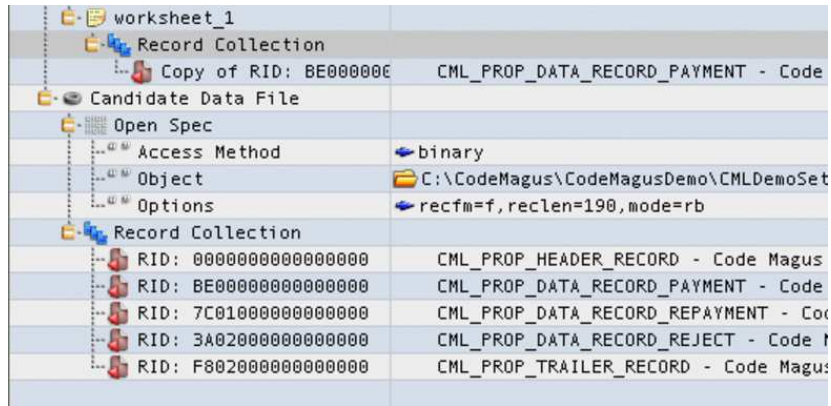 worksheet_1
Record Collection
Copy of RID: BE000000 CML_PROP_DATA_RECORD_PAYMENT - Code
Candidate Data File
Open Spec
Access Method binary
Object C:\CodeMagus\CodeMagusDemo\CMLDemoSet
Options recfm=f,reclen=190,mode=rb
Record Collection
RID: 0000000000000000 CML_PROP_HEADER_RECORD - Code Magus
RID: BE00000000000000 CML_PROP_DATA_RECORD_PAYMENT - Code
RID: 7C01000000000000 CML_PROP_DATA_RECORD_REPAYMENT - Cod
RID: 3A02000000000000 CML_PROP_DATA_RECORD_REJECT - Code M
RID: F802000000000000 CML_PROP_TRAILER_RECORD - Code Magus